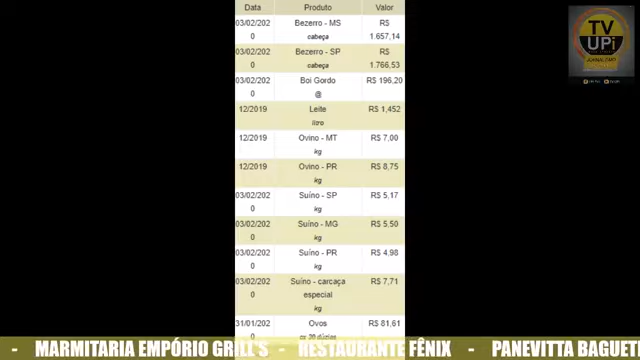 Data Produto Valor
03/02/202 Bezerro - MS R$
0 cabeça 1.657,14
03/02/202 Bezerro - SP R$
0 cabeça 1.766,53
03/02/202 Boi Gordo R$ 196,20
0 @
12/2019 Leite R$ 1,452
litro
12/2019 Ovino - MT R$ 7,00
kg
12/2019 Ovino - PR R$ 8,75
kg
03/02/202 Suíno - SP R$ 5,17
0 kg
03/02/202 Suíno - MG R$ 5,50
0 kg
03/02/202 Suíno - PR R$ 4,98
0 kg
03/02/202 Suíno - carcaça R$ 7,71
0 especial
kg
31/01/202 Ovos R$ 81,61
0 cx 30 dúzias
TV
UPi
- MARMITARIA EMPÓRIO GRILL'S - RESTAURANTE FÊNIX - PANEVITTA BAGUET